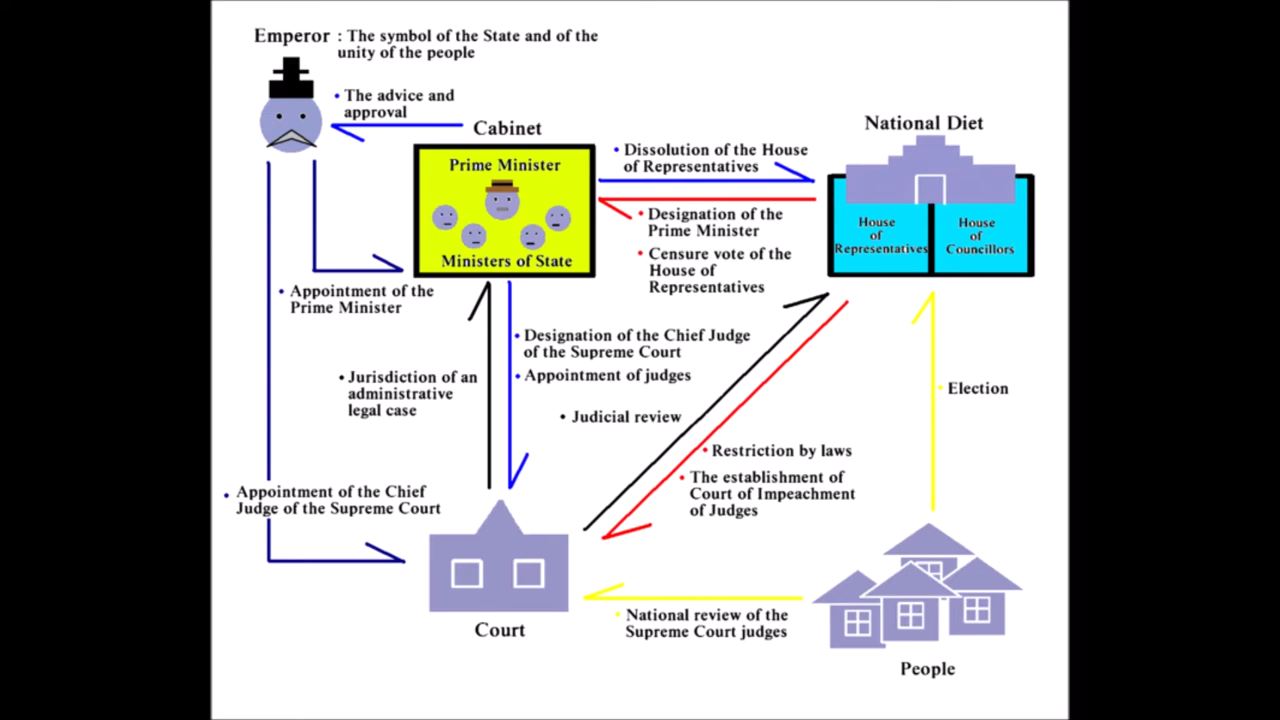 Emperor : The symbol of the State and of the
unity of the people
• The advice and
approval
Cabinet
National Diet
Prime Minister
Ministers of State
• Dissolution of the House
of Representatives
• Designation of the
Prime Minister
• Censure vote of the
House of
Representatives
House
of
Representatives
House
of
Councillors
• Appointment of the
Prime Minister
• Designation of the Chief Judge
of the Supreme Court
• Appointment of judges
• Jurisdiction of an
administrative
legal case
• Judicial review
• Election
• Restriction by laws
• The establishment of
Court of Impeachment
of Judges
• Appointment of the Chief
Judge of the Supreme Court
• National review of the
Supreme Court judges
Court
People